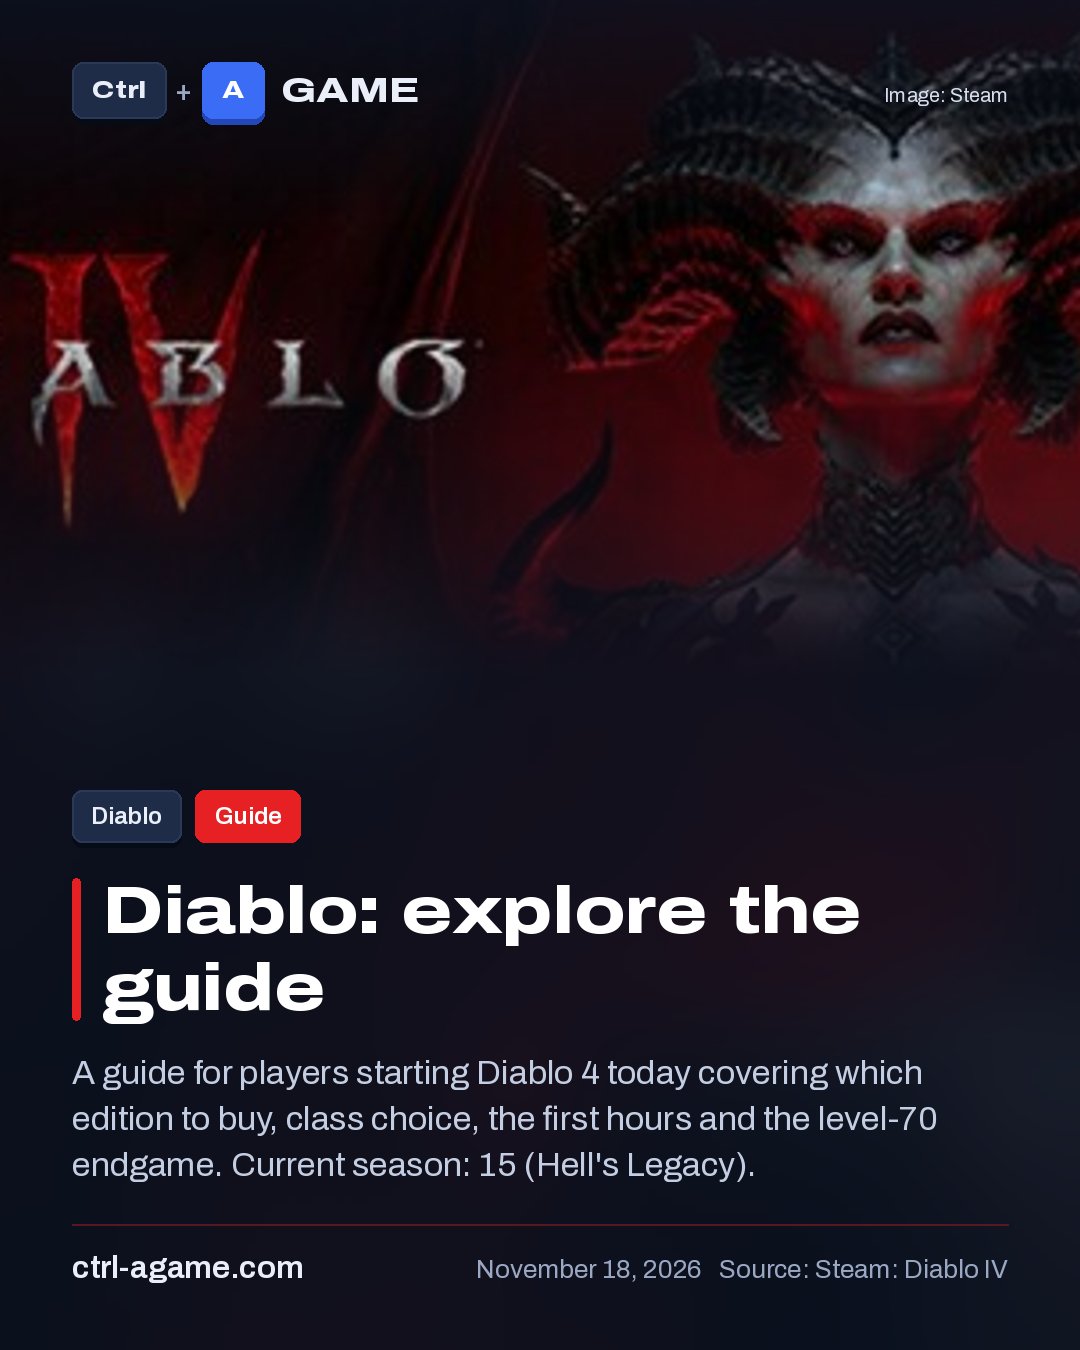 Ctrl + A GAME
Image: Steam
IV
ABLO
Diablo Guide
Diablo: explore the
guide
A guide for players starting Diablo 4 today covering which
edition to buy, class choice, the first hours and the level-70
endgame. Current season: 15 (Hell's Legacy).
ctrl-agame.com
November 18, 2026 Source: Steam: Diablo IV